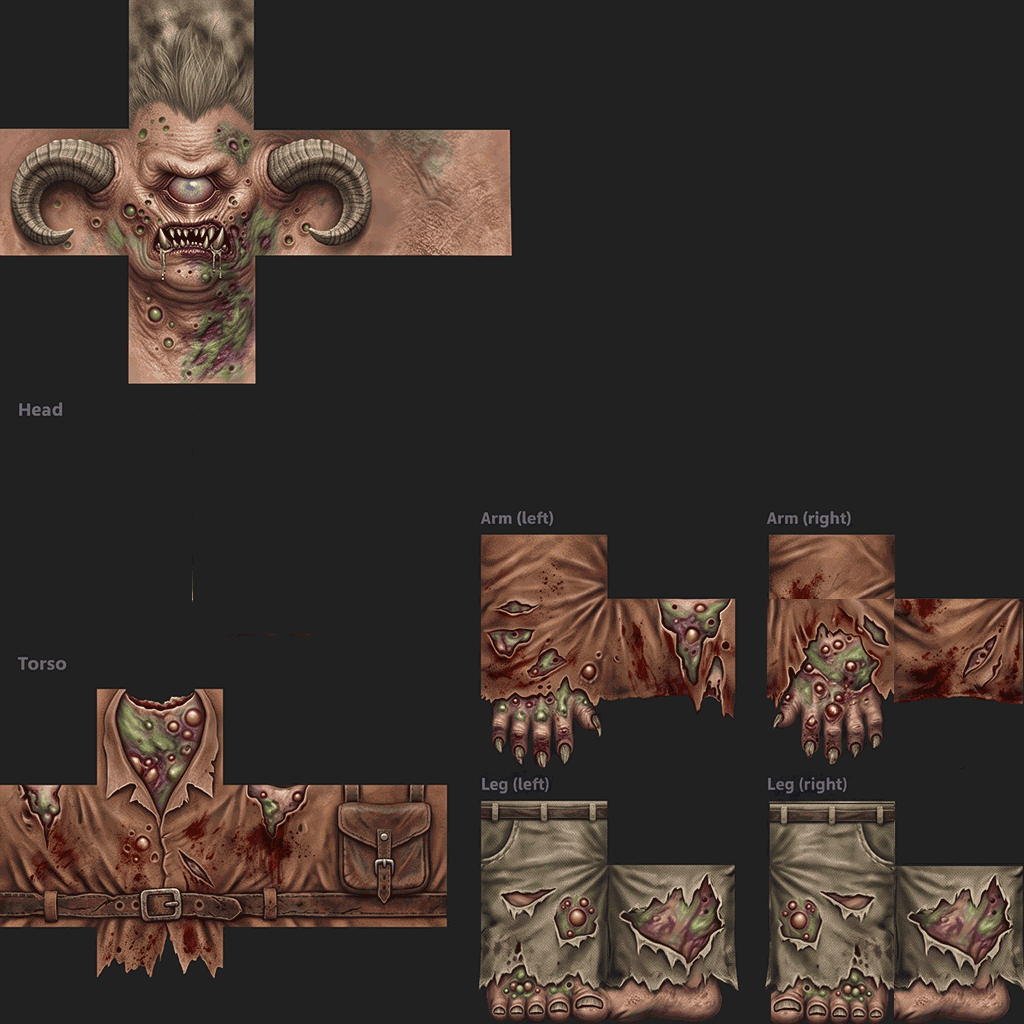 Head
Arm (left)
Arm (right)
Torso
Leg (left)
Leg (right)